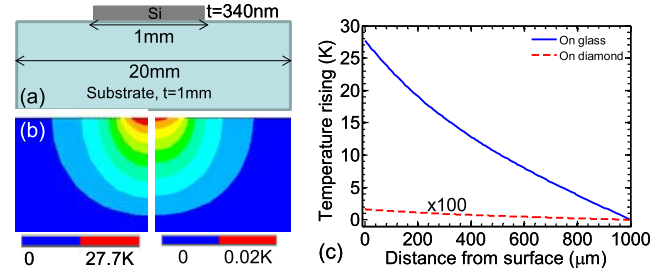 Si
t=340nm
1mm
20mm
(a)
Substrate, t=1mm
(b)
0
27.7K
0
0.02K
Temperature rising (K)
30
25
20
15
10
5
0
On glass
On diamond
x100
0
200
400
600
800
1000
(c)
Distance from surface (μm)